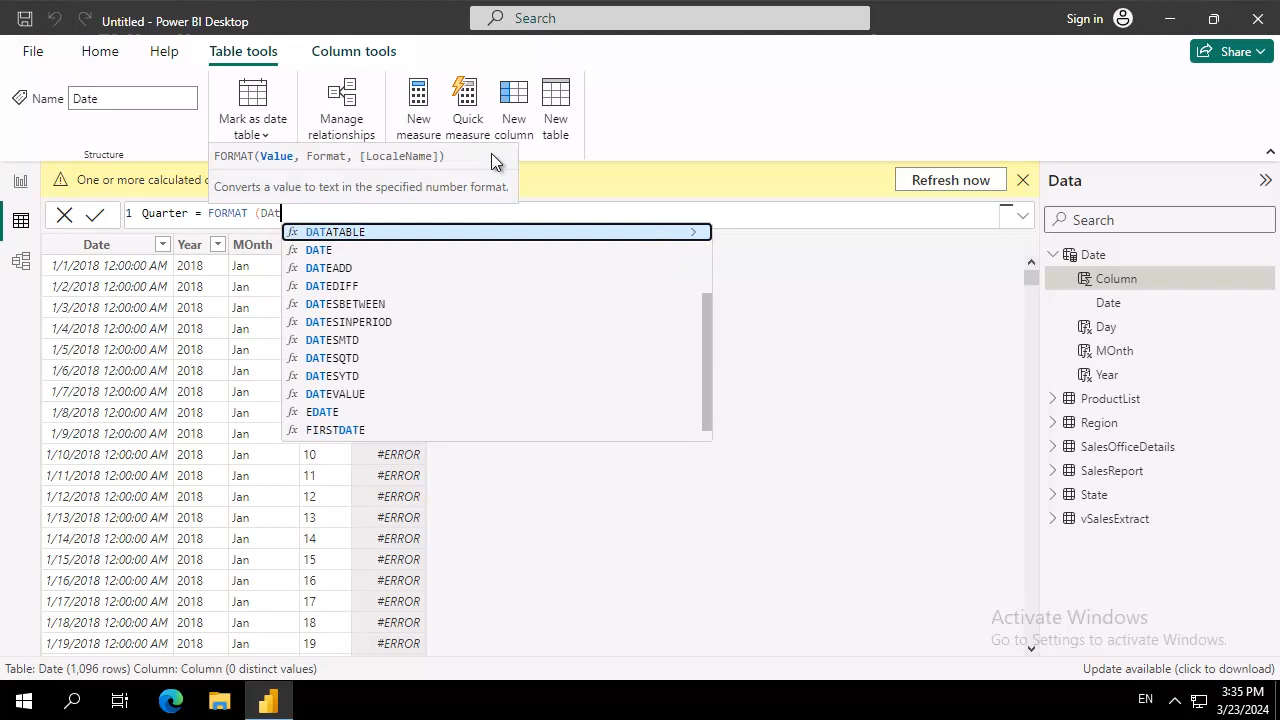 Untitled - Power BI Desktop
Search
Sign in
File
Home
Help
Table tools
Column tools
Share
Name
Date
Mark as date
table
Manage
relationships
New
measure
Quick
measure
New
column
New
table
Structure
FORMAT(Value, Format, [LocaleName])
Converts a value to text in the specified number format.
One or more calculated
Refresh now
1 Quarter = FORMAT (DAt
DATATABLE
DATE
DATEADD
DATEDIFF
DATESBETWEEN
DATESINPERIOD
DATESMTD
DATESQTD
DATESYTD
DATEVALUE
EDATE
FIRSTDATE
Date Year MOnth
1/1/2018 12:00:00 AM 2018 Jan
1/2/2018 12:00:00 AM 2018 Jan
1/3/2018 12:00:00 AM 2018 Jan
1/4/2018 12:00:00 AM 2018 Jan
1/5/2018 12:00:00 AM 2018 Jan
1/6/2018 12:00:00 AM 2018 Jan
1/7/2018 12:00:00 AM 2018 Jan
1/8/2018 12:00:00 AM 2018 Jan
1/9/2018 12:00:00 AM 2018 Jan
1/10/2018 12:00:00 AM 2018 Jan 10 #ERROR
1/11/2018 12:00:00 AM 2018 Jan 11 #ERROR
1/12/2018 12:00:00 AM 2018 Jan 12 #ERROR
1/13/2018 12:00:00 AM 2018 Jan 13 #ERROR
1/14/2018 12:00:00 AM 2018 Jan 14 #ERROR
1/15/2018 12:00:00 AM 2018 Jan 15 #ERROR
1/16/2018 12:00:00 AM 2018 Jan 16 #ERROR
1/17/2018 12:00:00 AM 2018 Jan 17 #ERROR
1/18/2018 12:00:00 AM 2018 Jan 18 #ERROR
1/19/2018 12:00:00 AM 2018 Jan 19 #ERROR
Data
Search
Date
Column
Date
Day
MOnth
Year
ProductList
Region
SalesOfficeDetails
SalesReport
State
vSalesExtract
Activate Windows
Go to Settings to activate Windows.
Table: Date (1,096 rows) Column: Column (0 distinct values)
Update available (click to download)
EN
3:35 PM
3/23/2024